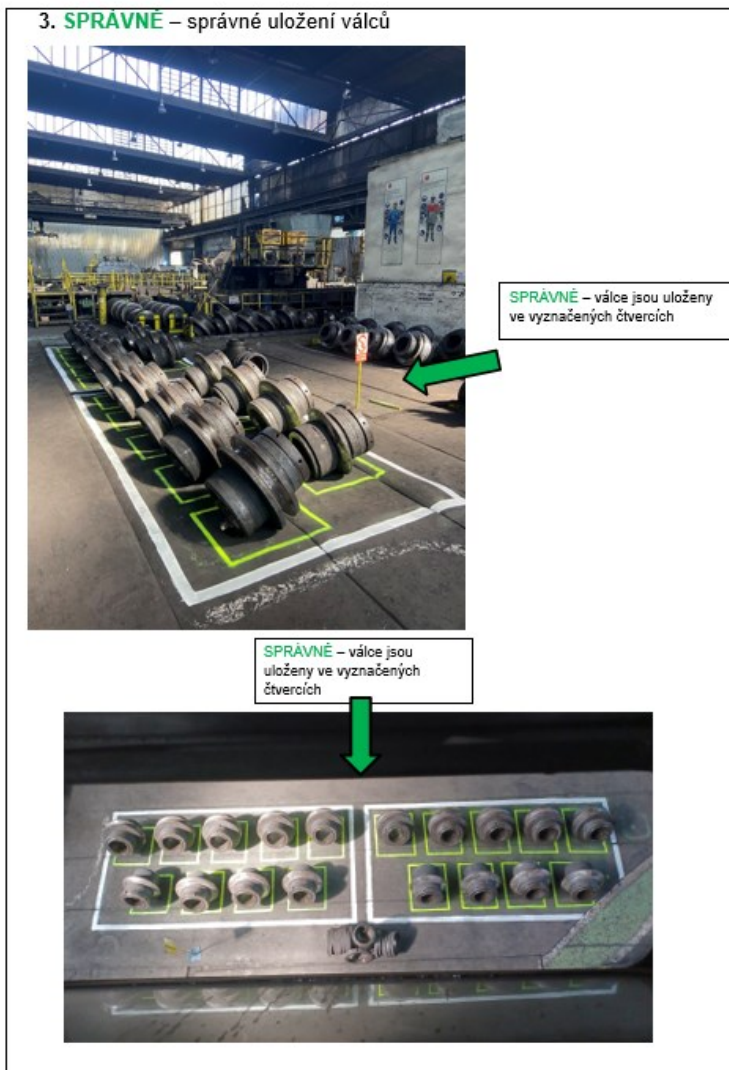 3. SPRÁVNĚ – správné uložení válců
SPRÁVNĚ – válce jsou uloženy
ve vyznačených čtvercích
SPRÁVNĚ – válce jsou
uloženy ve vyznačených
čtvercích